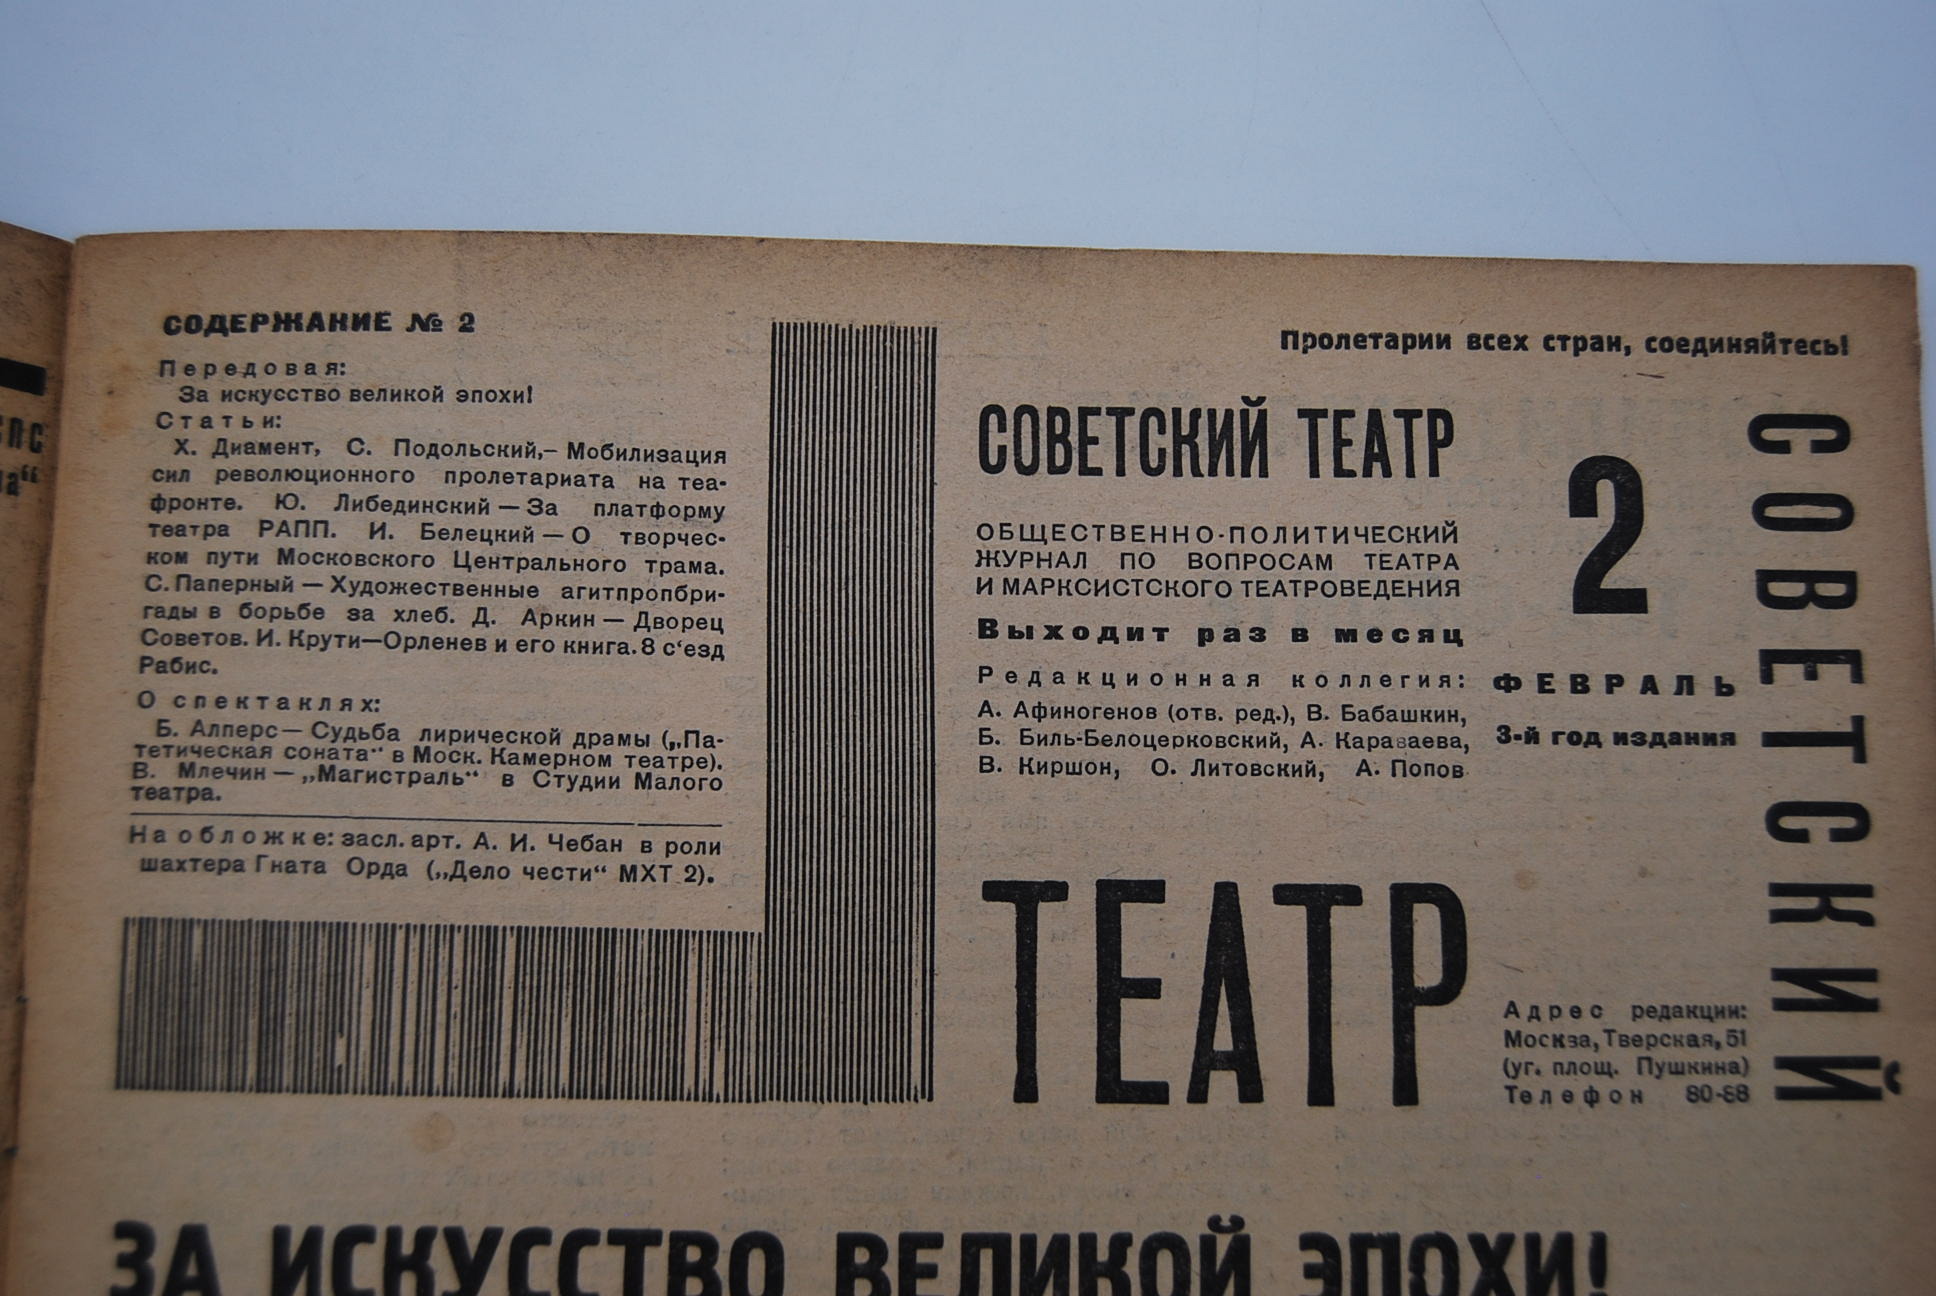 СОДЕРЖАНИЕ № 2
Передовая:
За искусство великой эпохи!
Статьи:
Х. Диамент, С. Подольский,– Мобилизация
сил революционного пролетариата на теа-
фронте. Ю. Либединский — За платформу
театра РАПП. И. Белецкий — О творчес-
ком пути Московского Центрального трама.
С. Паперный — Художественные агитпропбри-
гады в борьбе за хлеб. Д. Аркин — Дворец
Советов. И. Крути—Орленев и его книга. 8 с‘езд
Рабис.
О спектаклях:
Б. Алперс— Судьба лирической драмы („Па-
тетическая соната“ в Моск. Камерном театре).
В. Млечин — „Магистраль“ в Студии Малого
театра.
На обложке: засл. арт. А. И. Чебан в роли
шахтера Гната Орда („Дело чести“ МХТ 2).
Пролетарии всех стран, соединяйтесь!
СОВЕТСКИЙ ТЕАТР
ОБЩЕСТВЕННО-ПОЛИТИЧЕСКИЙ
ЖУРНАЛ ПО ВОПРОСАМ ТЕАТРА
И МАРКСИСТСКОГО ТЕАТРОВЕДЕНИЯ
Выходит раз в месяц
Редакционная коллегия:
А. Афиногенов (отв. ред.), В. Бабашкин,
Б. Биль-Белоцерковский, А. Караваева,
В. Киршон, О. Литовский, А. Попов
2
ФЕВРАЛЬ
3-й год издания
СОВЕТСКИЙ
ТЕАТР
Адрес редакции:
Москва, Тверская, 51
(уг. площ. Пушкина)
Телефон 80-88
ЗА ИСКУССТВО ВЕЛИКОЙ ЭПОХИ!